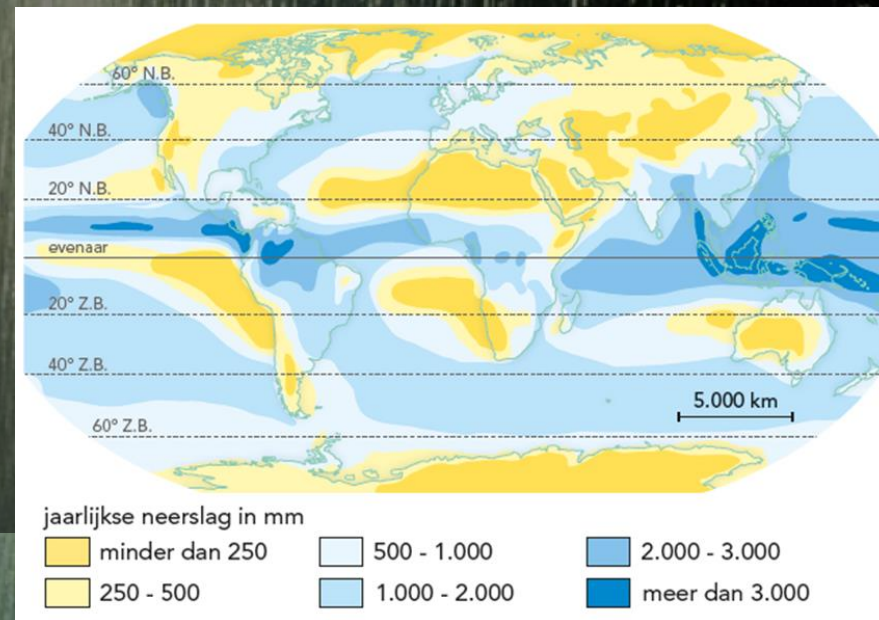 60° N.B.
40° N.B.
20° N.B.
evenaar
20° Z.B.
40° Z.B.
5.000 km
60° Z.B.
jaarlijkse neerslag in mm
minder dan 250
500 - 1.000
2.000 - 3.000
250 - 500
1.000 - 2.000
meer dan 3.000